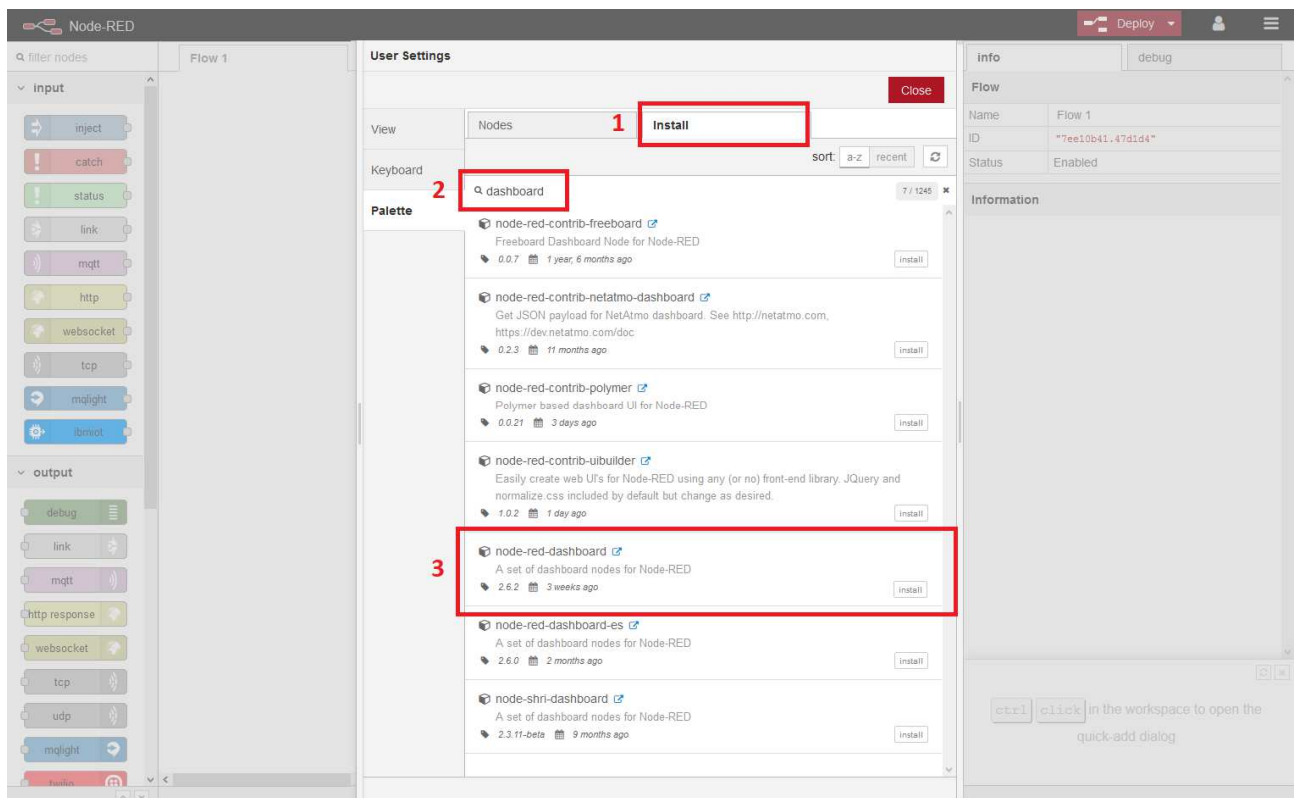 Node-RED
Deploy
filter nodes
Flow 1
User Settings
info
debug
input
Close
Flow
inject
View
Nodes
1
Install
Name
Flow 1
ID
"7ee10b41.47d1d4"
catch
Keyboard
sort:
a-z
recent
Status
Enabled
status
2
dashboard
7 / 1245
Palette
Information
link
node-red-contrib-freeboard
Freeboard Dashboard Node for Node-RED
0.0.7
1 year, 6 months ago
install
mqtt
http
node-red-contrib-netatmo-dashboard
Get JSON payload for NetAtmo dashboard. See http://netatmo.com,
https://dev.netatmo.com/doc
0.2.3
11 months ago
install
websocket
tcp
node-red-contrib-polymer
Polymer based dashboard UI for Node-RED
0.0.21
3 days ago
install
mqlight
ibmiot
node-red-contrib-uibuilder
Easily create web UI's for Node-RED using any (or no) front-end library. JQuery and
normalize.css included by default but change as desired.
1.0.2
1 day ago
install
output
debug
link
3
node-red-dashboard
A set of dashboard nodes for Node-RED
2.6.2
3 weeks ago
install
mqtt
http response
node-red-dashboard-es
A set of dashboard nodes for Node-RED
2.6.0
2 months ago
install
websocket
tcp
node-shri-dashboard
A set of dashboard nodes for Node-RED
2.3.11-beta
9 months ago
install
udp
mqlight
twilio
ctrl click in the workspace to open the
quick-add dialog